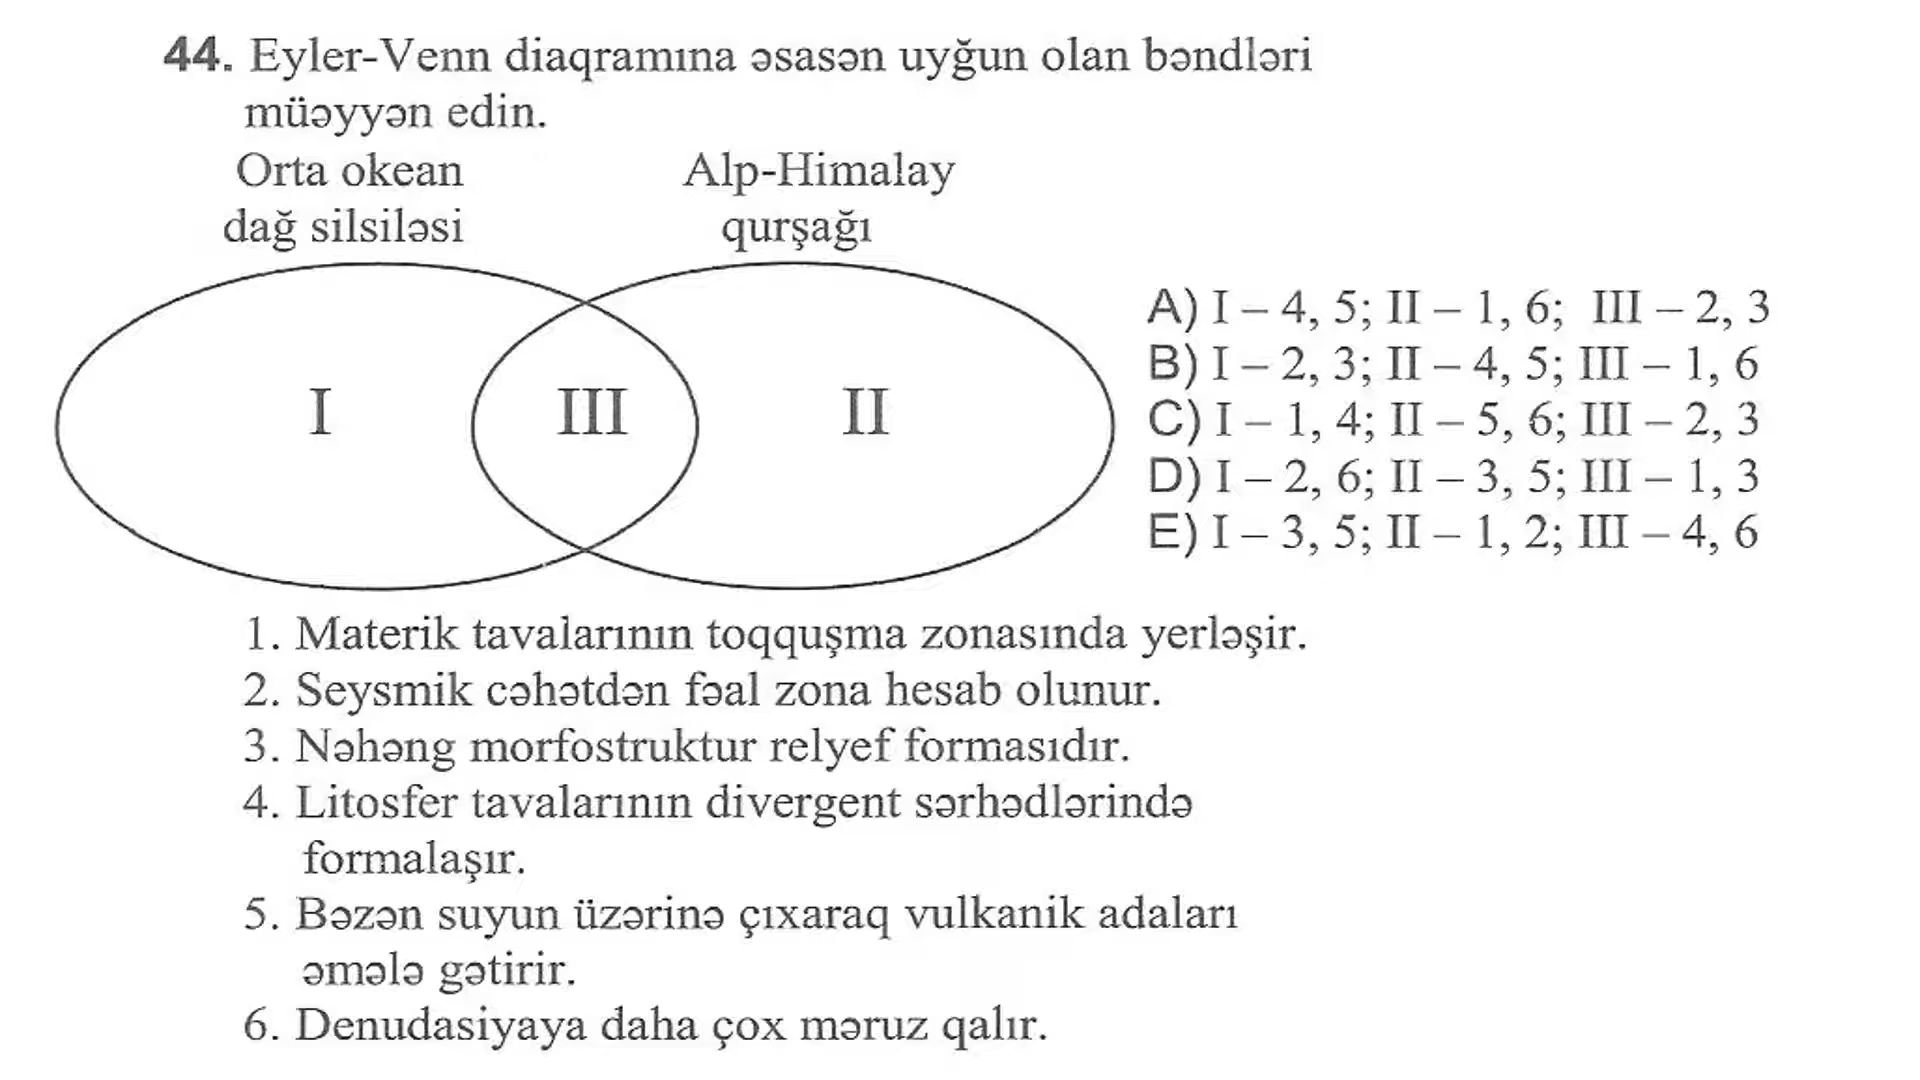 44. Eyler-Venn diaqramına əsasən uyğun olan bəndləri
müəyyən edin.
Orta okean
dağ silsiləsi
Alp-Himalay
qurşağı
I
III
II
A) I – 4, 5; II – 1, 6; III – 2, 3
B) I – 2, 3; II – 4, 5; III – 1, 6
C) I – 1, 4; II – 5, 6; III – 2, 3
D) I – 2, 6; II – 3, 5; III – 1, 3
E) I – 3, 5; II – 1, 2; III – 4, 6
1. Materik tavalarının toqquşma zonasında yerləşir.
2. Seysmik cəhətdən fəal zona hesab olunur.
3. Nəhəng morfostruktur relyef formasıdır.
4. Litosfer tavalarının divergent sərhədlərində
formalaşır.
5. Bəzən suyun üzərinə çıxaraq vulkanik adaları
əmələ gətirir.
6. Denudasiyaya daha çox məruz qalır.